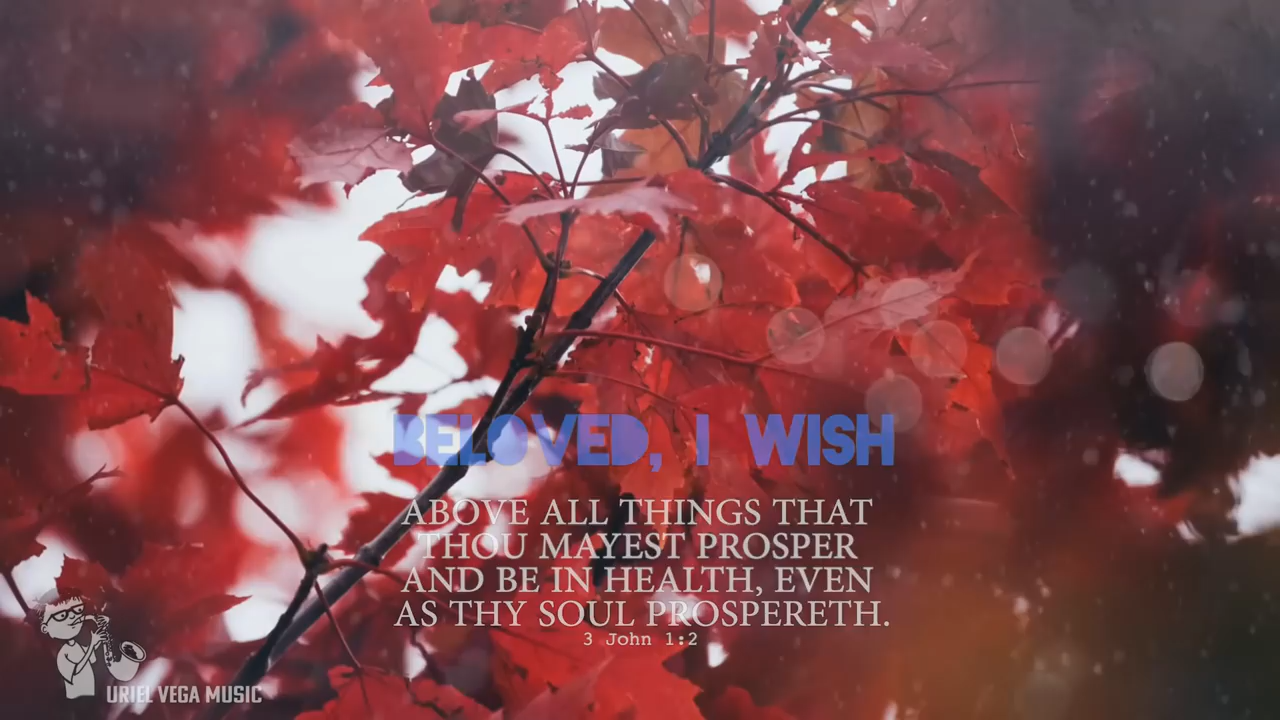 BELOVED, I WISH
ABOVE ALL THINGS THAT
THOU MAYEST PROSPER
AND BE IN HEALTH, EVEN
AS THY SOUL PROSPERETH.
3 John 1:2
URIEL VEGA MUSIC